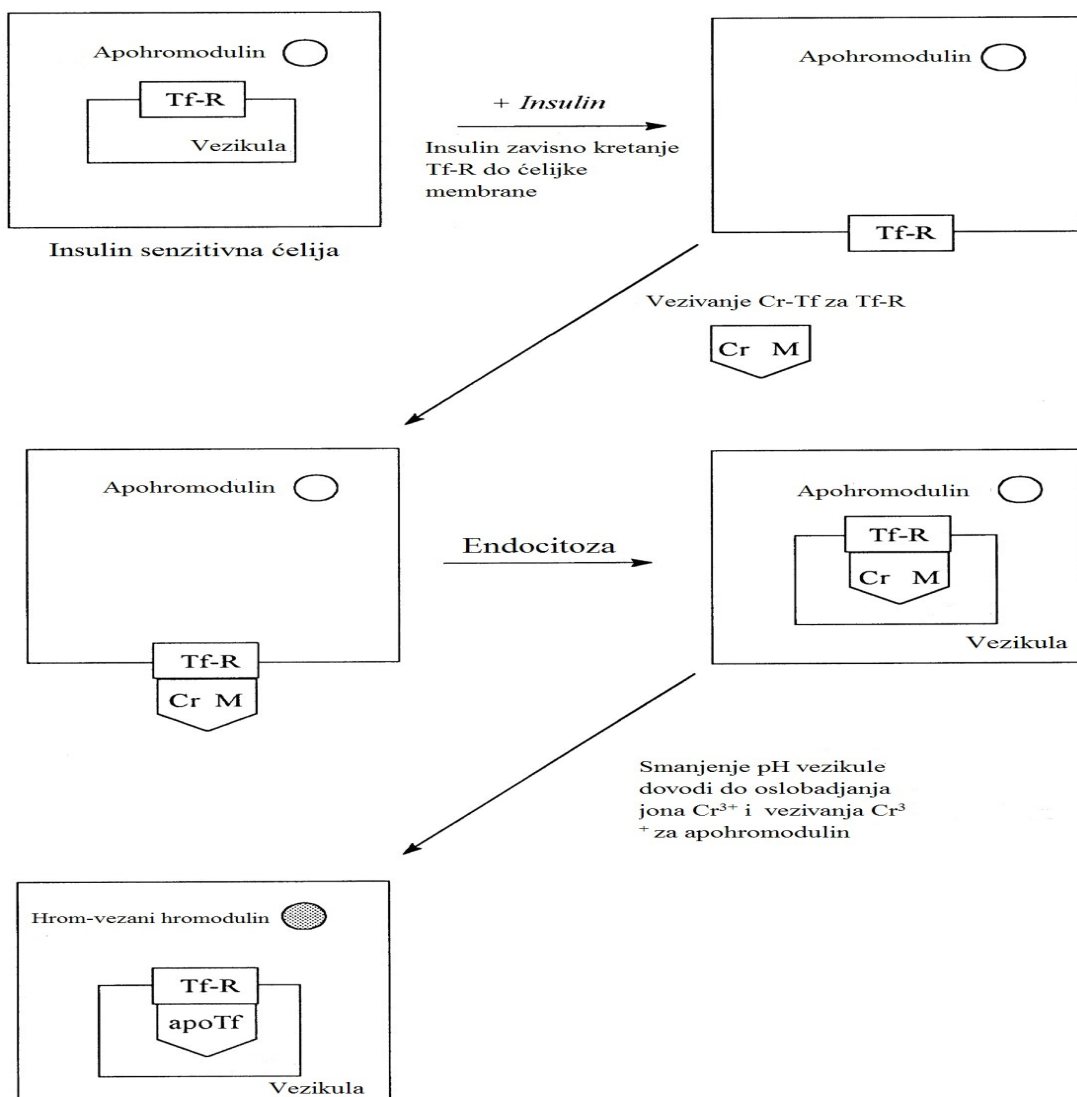 Apohromodulin
Tf-R
Vezikula
Insulin senzitivna ćelija
+ Insulin
Insulin zavisno kretanje
Tf-R do ćelijke
membrane
Apohromodulin
Tf-R
Vezivanje Cr-Tf za Tf-R
Cr M
Apohromodulin
Tf-R
Cr M
Endocitoza
Apohromodulin
Tf-R
Cr M
Vezikula
Smanjenje pH vezikule
dovodi do oslobadjanja
jona Cr³⁺ i vezivanja Cr³
⁺ za apohromodulin
Hrom-vezani hromodulin
Tf-R
apoTf
Vezikula